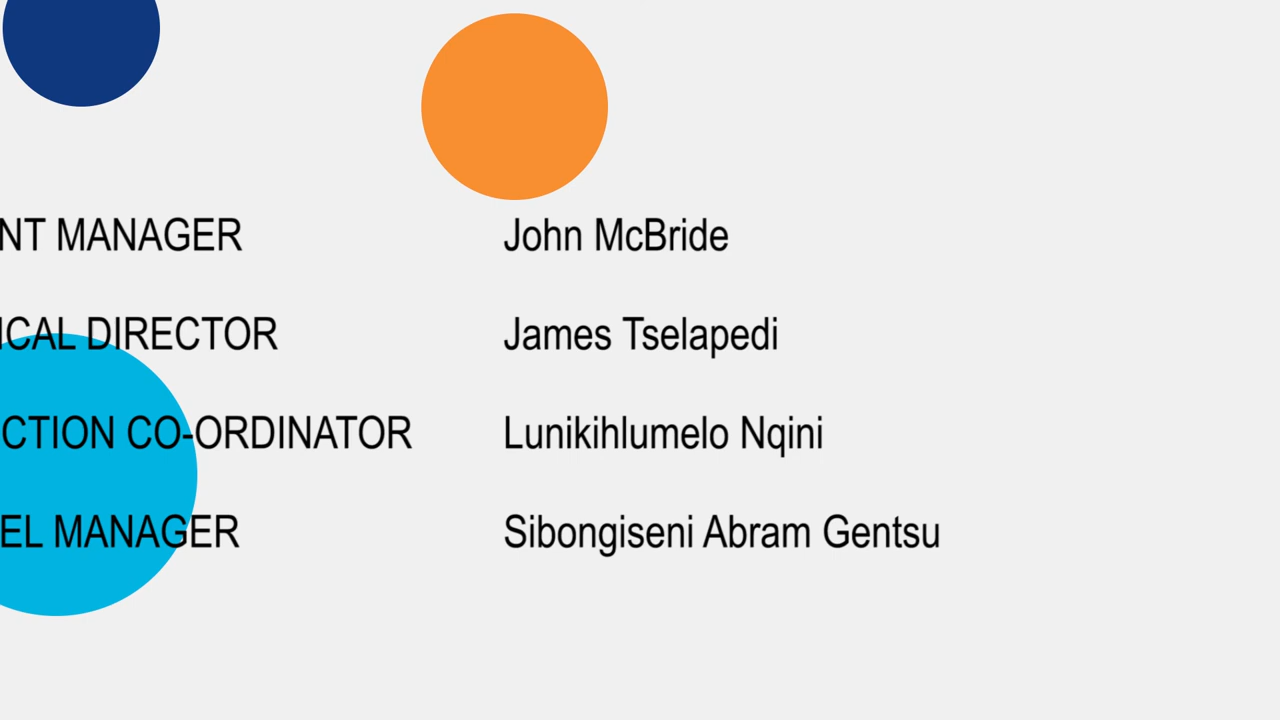 NT MANAGER John McBride
ICAL DIRECTOR James Tselapedi
CTION CO-ORDINATOR Lunikihlumelo Nqini
EL MANAGER Sibongiseni Abram Gentsu